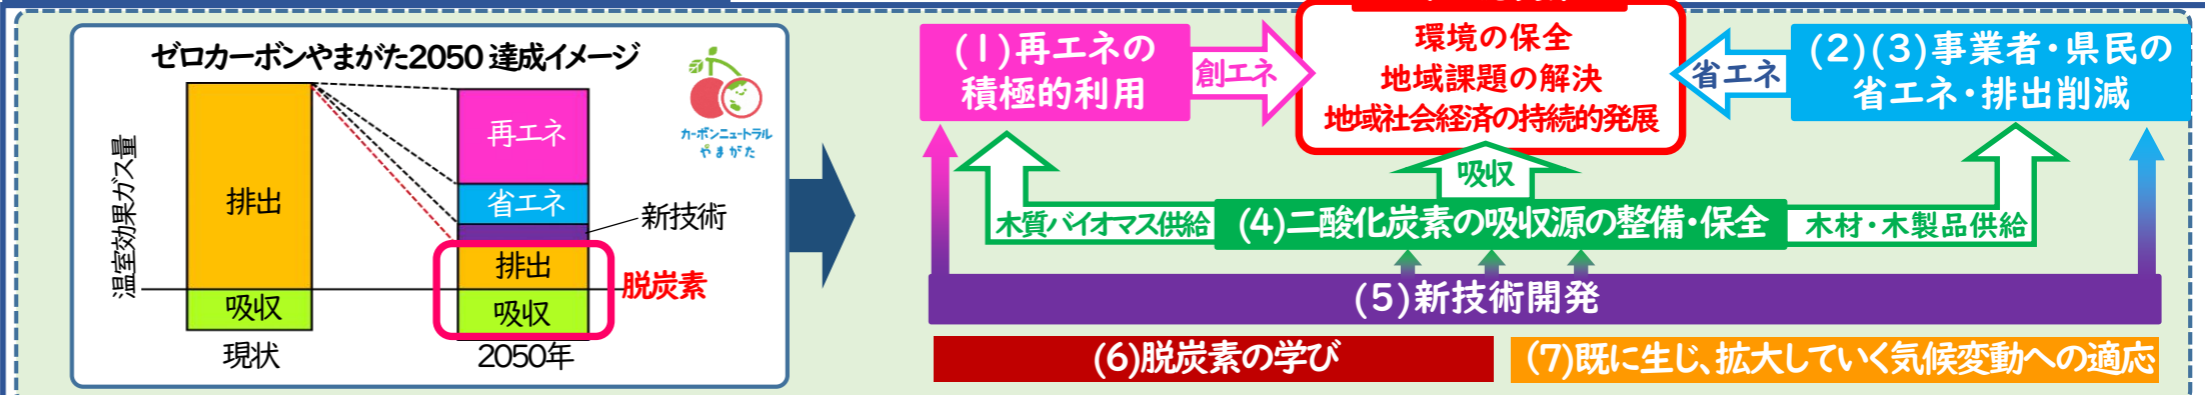 ゼロカーボンやまがた2050 達成イメージ
カーボンニュートラル
やまがた
温室効果ガス量
排出
吸収
現状
再エネ
省エネ
新技術
排出
吸収
脱炭素
2050年
(1)再エネの
積極的利用
創エネ
環境の保全
地域課題の解決
地域社会経済の持続的発展
省エネ
(2)(3)事業者・県民の
省エネ・排出削減
吸収
木質バイオマス供給
(4)二酸化炭素の吸収源の整備・保全
木材・木製品供給
(5)新技術開発
(6)脱炭素の学び
(7)既に生じ、拡大していく気候変動への適応